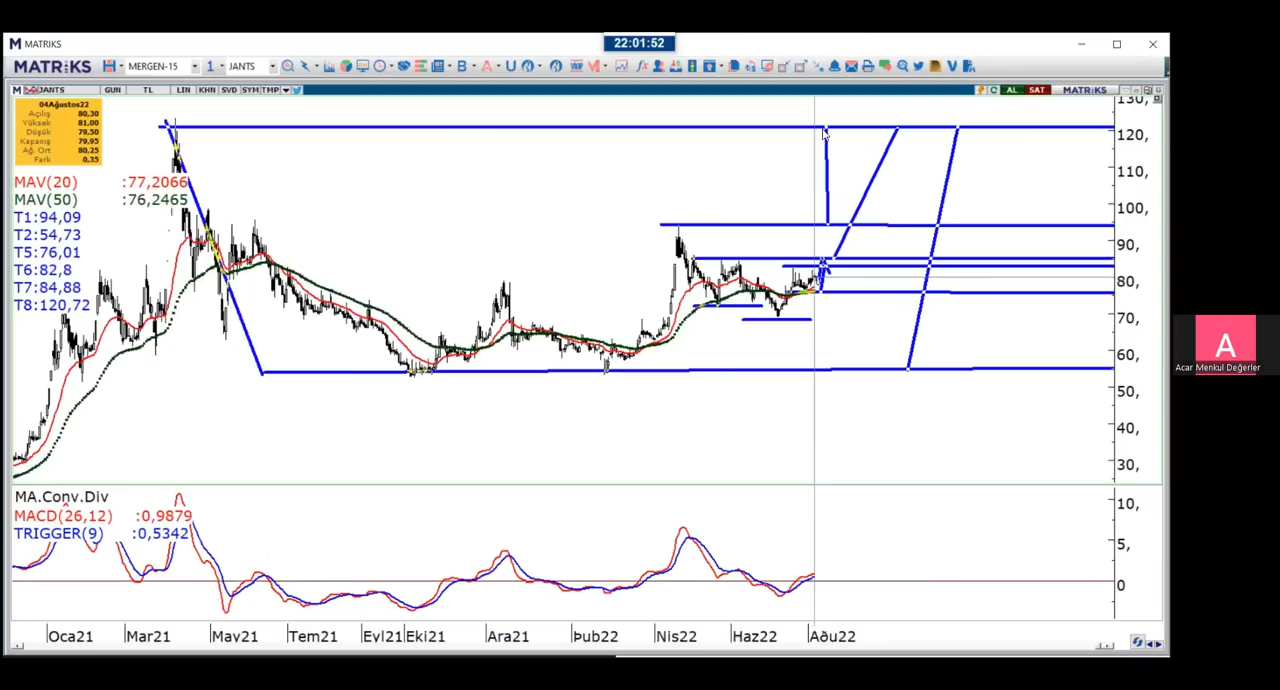 22:01:52
MATRIKS
MATRIKS MERGEN-15 1 JANTS
JANTS GUN TL LIN KHN SVD SYM TMP AL SAT MATRIKS
04Ağustos22
Açılış 80,30
Yüksek 81,00
Düşük 79,50
Kapanış 79,95
Ağ. Ort 80,25
Fark 0,35
MAV(20) :77,2066
MAV(50) :76,2465
T1:94,09
T2:54,73
T5:76,01
T6:82,8
T7:84,88
T8:120,72
130,
120,
110,
100,
90,
80,
70,
60,
50,
40,
30,
A
Acar Menkul Değerler
MA.Conv.Div
MACD(26,12) :0,9879
TRIGGER(9) :0,5342
10,
5,
0
Oca21 Mar21 May21 Tem21 Evl21 Eki21 Ara21 Þub22 Nis22 Haz22 Aðu22